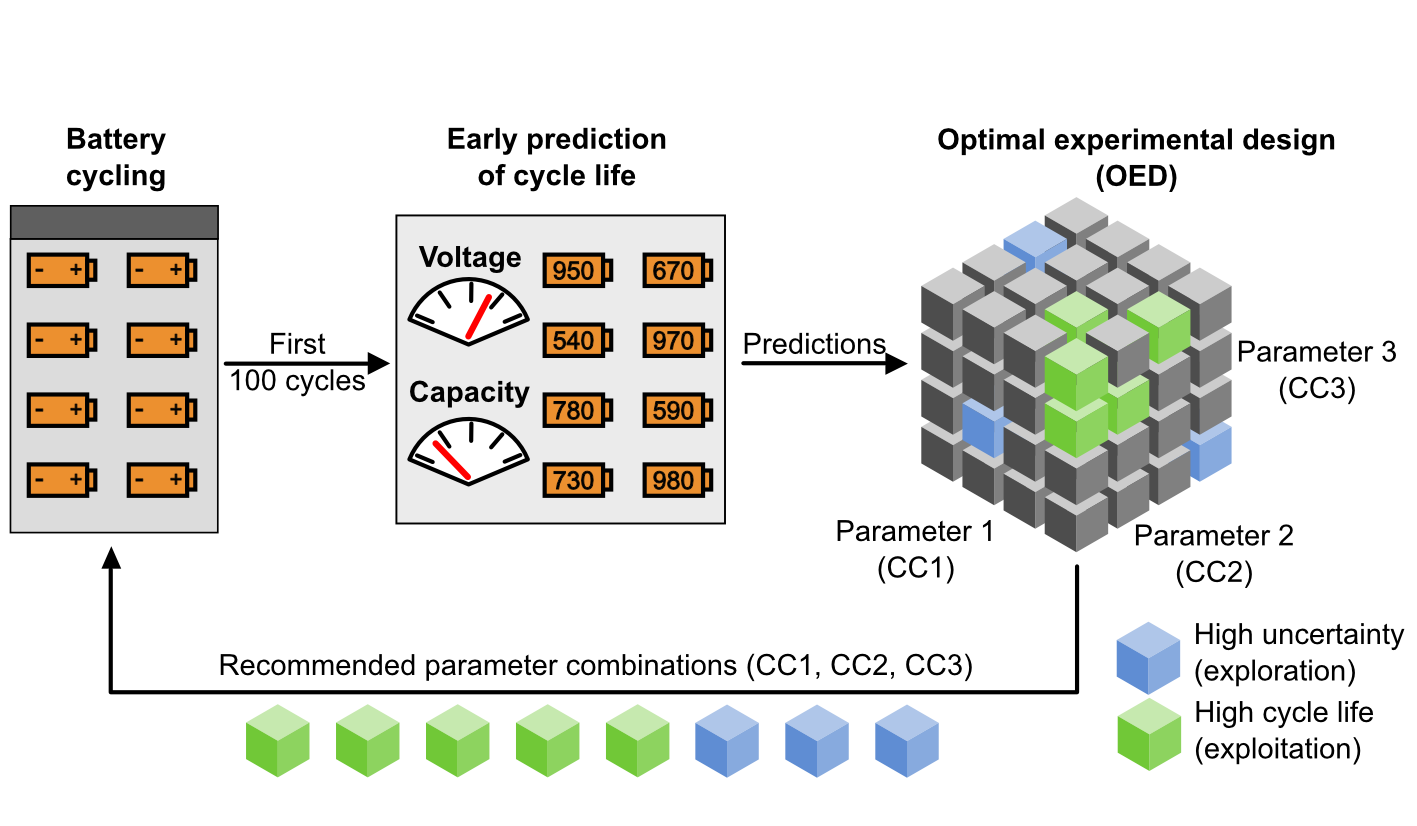 Battery
cycling
Early prediction
of cycle life
Optimal experimental design
(OED)
- + - +
- + - +
- + - +
- + - +
First
100 cycles
Voltage
Capacity
950 670
540 970
780 590
730 980
Predictions
Parameter 3
(CC3)
Parameter 1
(CC1)
Parameter 2
(CC2)
Recommended parameter combinations (CC1, CC2, CC3)
High uncertainty
(exploration)
High cycle life
(exploitation)